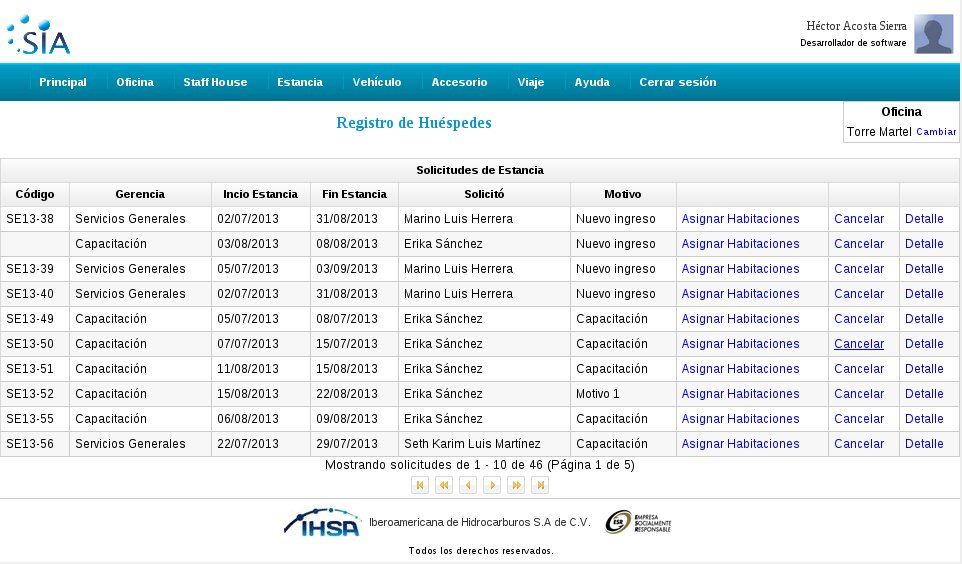 SIA
Héctor Acosta Sierra
Desarrollador de software
Principal Oficina Staff House Estancia Vehículo Accesorio Viaje Ayuda Cerrar sesión
Registro de Huéspedes
Oficina
Torre Martel Cambiar
Solicitudes de Estancia
Código Gerencia Incio Estancia Fin Estancia Solicitó Motivo
SE13-38 Servicios Generales 02/07/2013 31/08/2013 Marino Luis Herrera Nuevo ingreso Asignar Habitaciones Cancelar Detalle
Capacitación 03/08/2013 08/08/2013 Erika Sánchez Nuevo ingreso Asignar Habitaciones Cancelar Detalle
SE13-39 Servicios Generales 05/07/2013 03/09/2013 Marino Luis Herrera Nuevo ingreso Asignar Habitaciones Cancelar Detalle
SE13-40 Servicios Generales 02/07/2013 31/08/2013 Marino Luis Herrera Nuevo ingreso Asignar Habitaciones Cancelar Detalle
SE13-49 Capacitación 05/07/2013 08/07/2013 Erika Sánchez Capacitación Asignar Habitaciones Cancelar Detalle
SE13-50 Capacitación 07/07/2013 15/07/2013 Erika Sánchez Capacitación Asignar Habitaciones Cancelar Detalle
SE13-51 Capacitación 11/08/2013 15/08/2013 Erika Sánchez Capacitación Asignar Habitaciones Cancelar Detalle
SE13-52 Capacitación 15/08/2013 22/08/2013 Erika Sánchez Motivo 1 Asignar Habitaciones Cancelar Detalle
SE13-55 Capacitación 06/08/2013 09/08/2013 Erika Sánchez Capacitación Asignar Habitaciones Cancelar Detalle
SE13-56 Servicios Generales 22/07/2013 29/07/2013 Seth Karim Luis Martínez Capacitación Asignar Habitaciones Cancelar Detalle
Mostrando solicitudes de 1 - 10 de 46 (Página 1 de 5)
IHSA Iberoamericana de Hidrocarburos S.A de C.V. ESR EMPRESA
SOCIALMENTE
RESPONSABLE
Todos los derechos reservados.